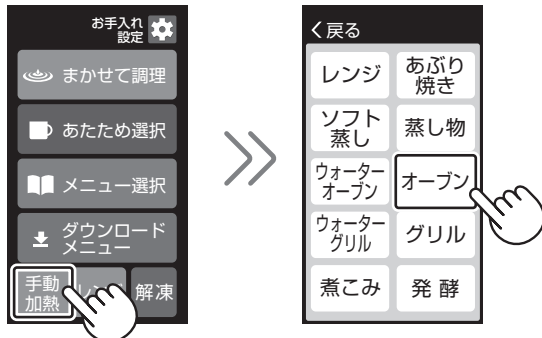 お手入れ
設定
まかせて調理
あたため選択
メニュー選択
ダウンロード
メニュー
手動
加熱
解凍
く戻る
レンジ
あぶり
焼き
ソフト
蒸し
蒸し物
ウォーター
オーブン
オーブン
ウォーター
グリル
グリル
煮こみ
発酵